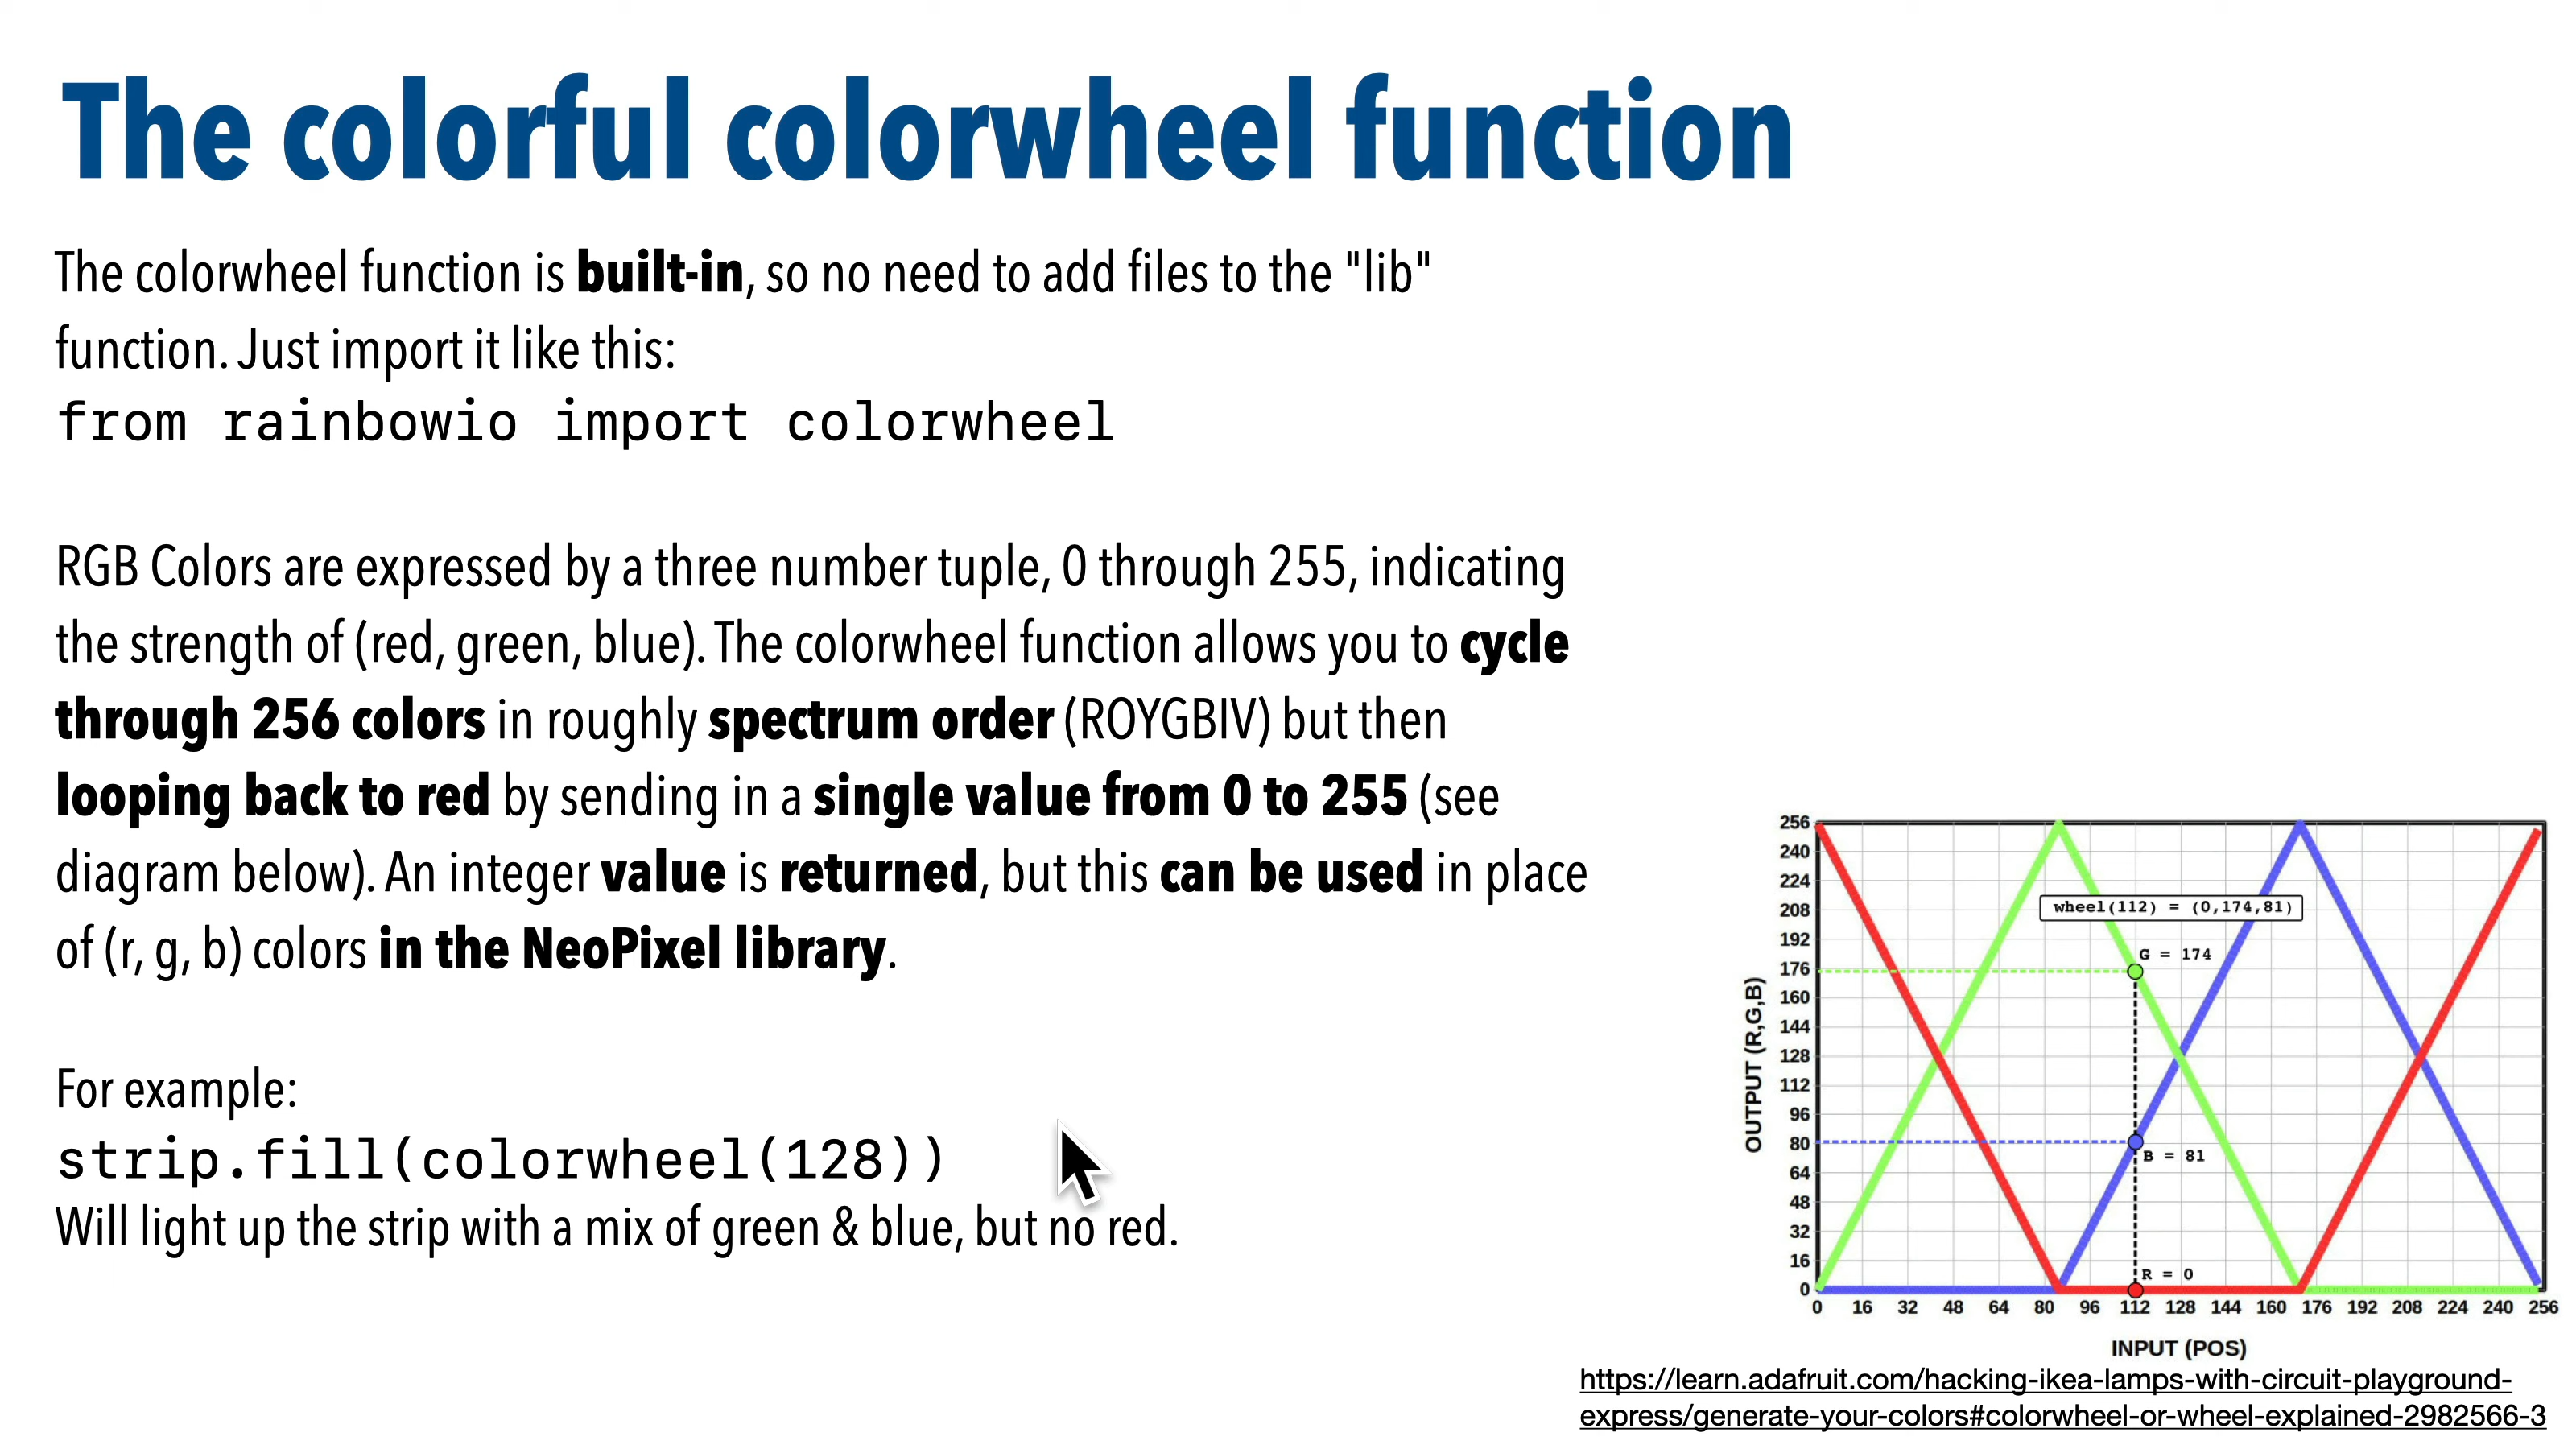 The colorful colorwheel function
The colorwheel function is built-in, so no need to add files to the "lib"
function. Just import it like this:
from rainbowio import colorwheel
RGB Colors are expressed by a three number tuple, 0 through 255, indicating
the strength of (red, green, blue). The colorwheel function allows you to cycle
through 256 colors in roughly spectrum order (ROYGBIV) but then
looping back to red by sending in a single value from 0 to 255 (see
diagram below). An integer value is returned, but this can be used in place
of (r, g, b) colors in the NeoPixel library.
For example:
strip.fill(colorwheel(128))
Will light up the strip with a mix of green & blue, but no red.
OUTPUT (R,G,B)
256
240
224
208
192
176
160
144
128
112
96
80
64
48
32
16
0
wheel(112) = (0,174,81)
G = 174
B = 81
R = 0
0 16 32 48 64 80 96 112 128 144 160 176 192 208 224 240 256
INPUT (POS)
https://learn.adafruit.com/hacking-ikea-lamps-with-circuit-playground-
express/generate-your-colors#colorwheel-or-wheel-explained-2982566-3